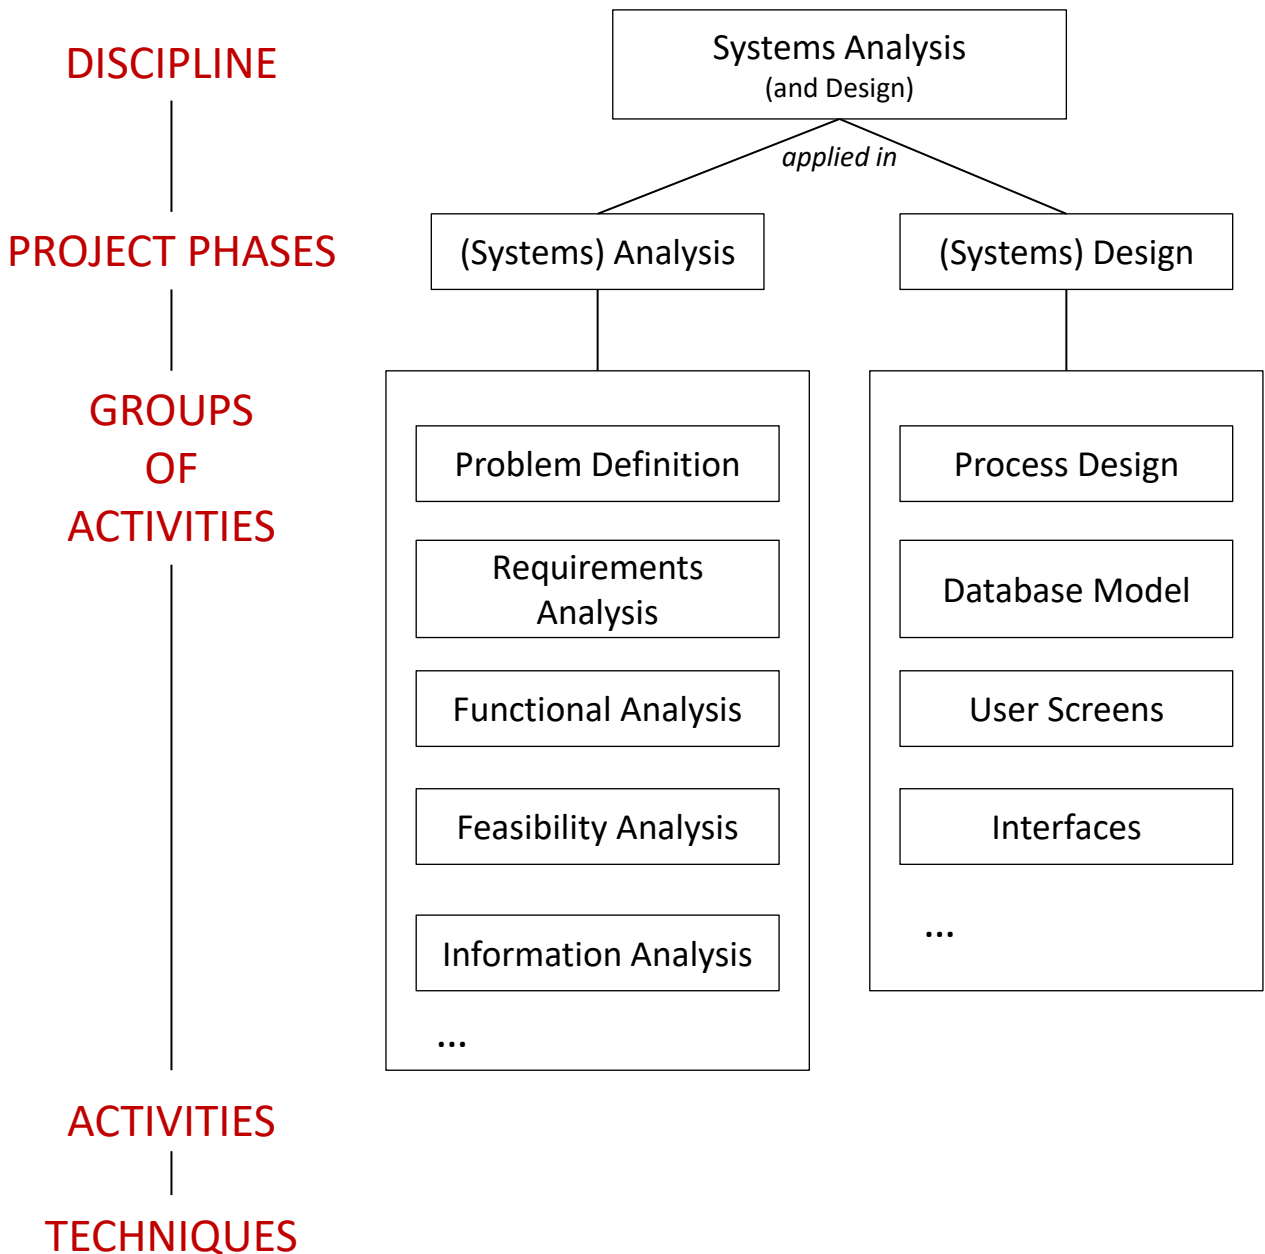 DISCIPLINE
Systems Analysis
(and Design)
applied in
PROJECT PHASES
(Systems) Analysis
(Systems) Design
GROUPS
OF
ACTIVITIES
Problem Definition
Requirements
Analysis
Functional Analysis
Feasibility Analysis
Information Analysis
...
Process Design
Database Model
User Screens
Interfaces
...
ACTIVITIES
TECHNIQUES